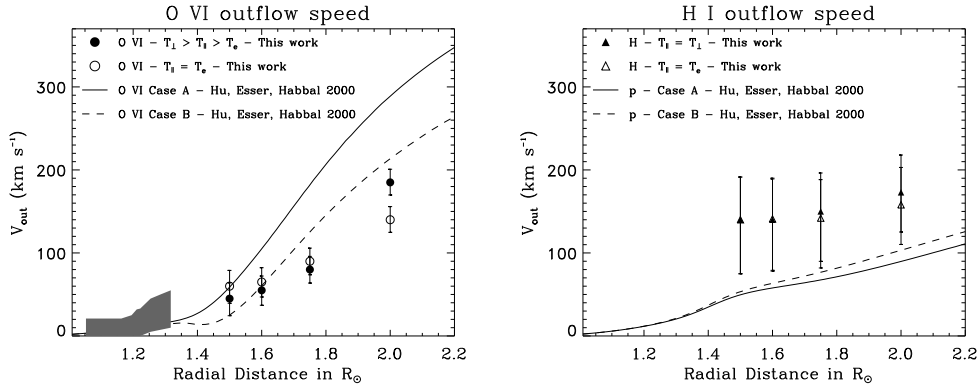 O VI outflow speed
O VI – T⊥ > T∥ > Te – This work
O VI – T∥ = Te – This work
O VI Case A – Hu, Esser, Habbal 2000
O VI Case B – Hu, Esser, Habbal 2000
Vout (km s⁻¹)
300
200
100
0
1.2 1.4 1.6 1.8 2.0 2.2
Radial Distance in R⊙
H I outflow speed
H – T∥ = T⊥ – This work
H – T∥ = Te – This work
p – Case A – Hu, Esser, Habbal 2000
p – Case B – Hu, Esser, Habbal 2000
Vout (km s⁻¹)
300
200
100
0
1.2 1.4 1.6 1.8 2.0 2.2
Radial Distance in R⊙